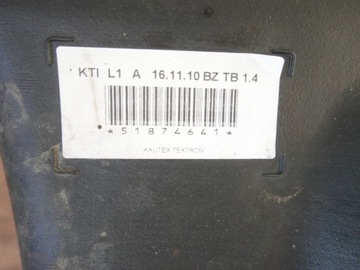 KTI L1 A 16.11.10 BZ TB 1.4
*51874641*
KAUTEX TEXTRON